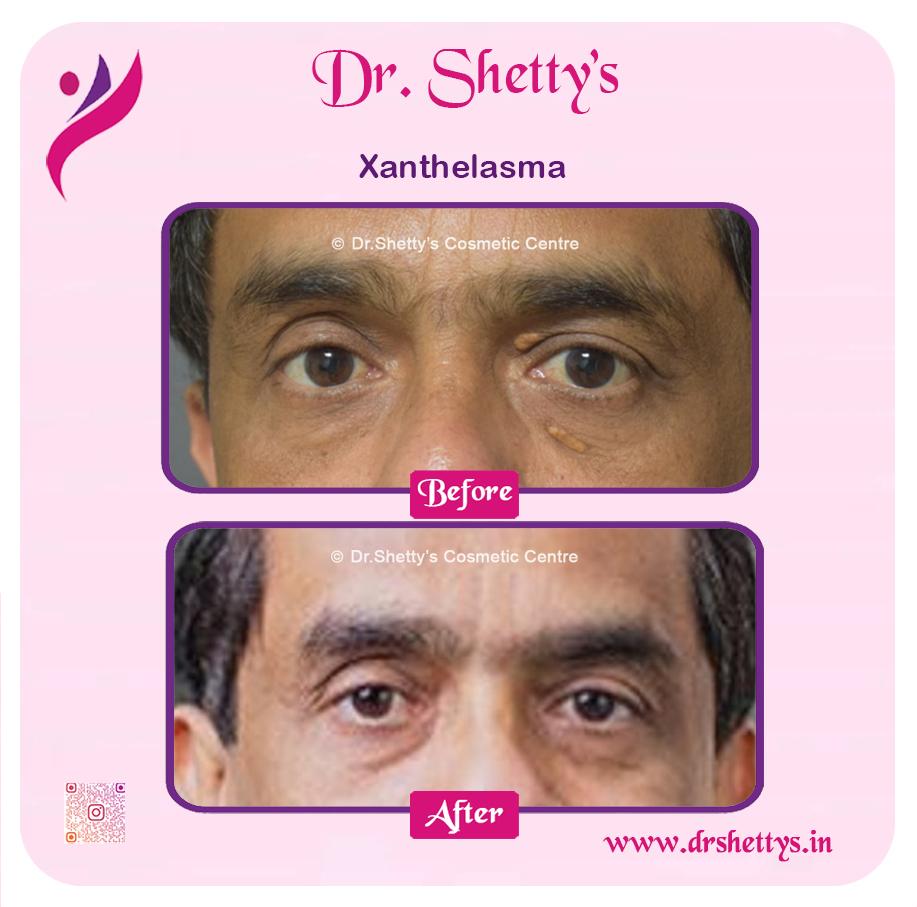 Dr. Shetty's
Xanthelasma
© Dr.Shetty's Cosmetic Centre
Before
© Dr.Shetty's Cosmetic Centre
After
www.drshettys.in